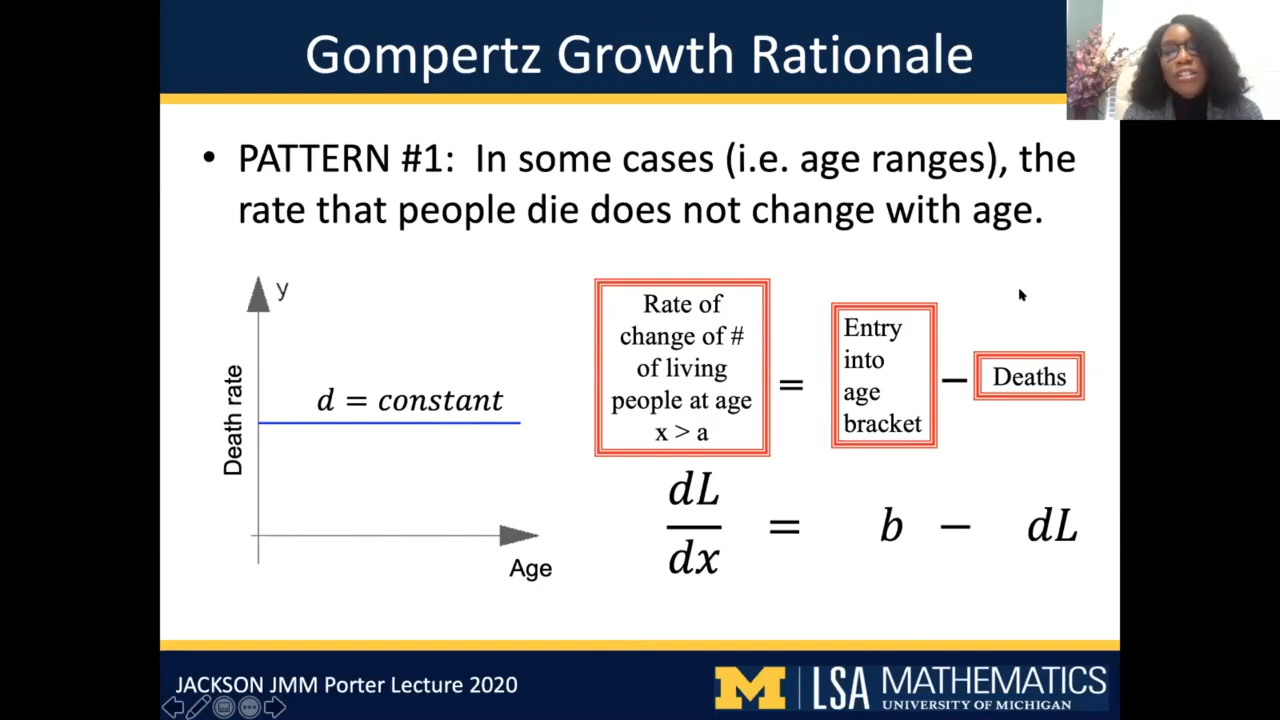 Gompertz Growth Rationale
• PATTERN #1: In some cases (i.e. age ranges), the
rate that people die does not change with age.
y
Death rate
d = constant
Age
Rate of
change of #
of living
people at age
x > a
=
Entry
into
age
bracket
−
Deaths
dL
dx
= b − dL
JACKSON JMM Porter Lecture 2020
M LSA MATHEMATICS
UNIVERSITY OF MICHIGAN